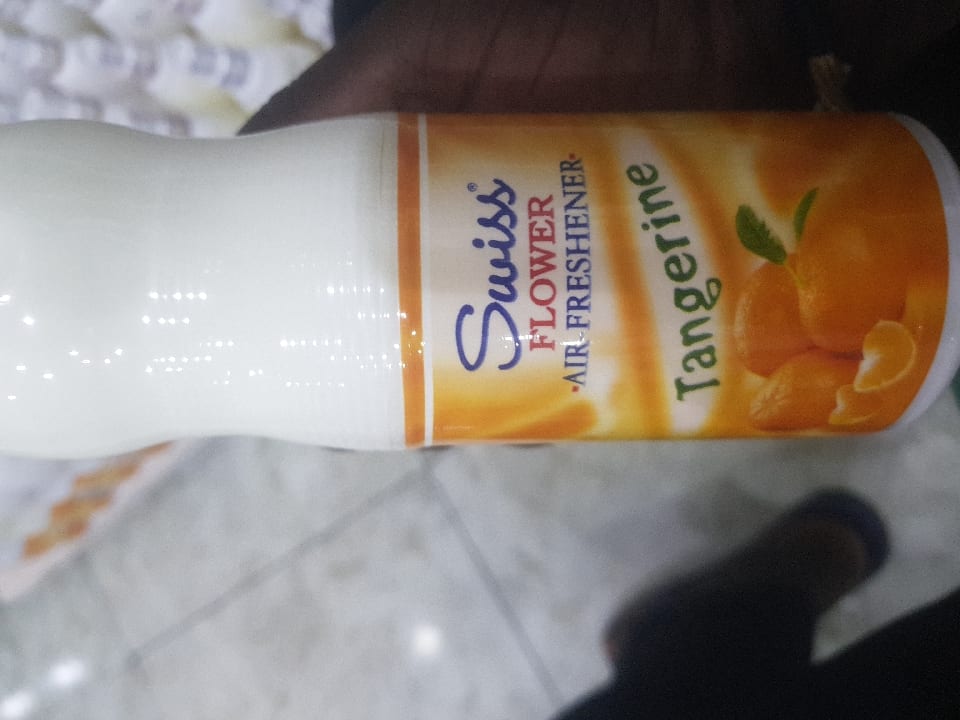 Swiss®
FLOWER
•AIR-FRESHENER•
Tangerine